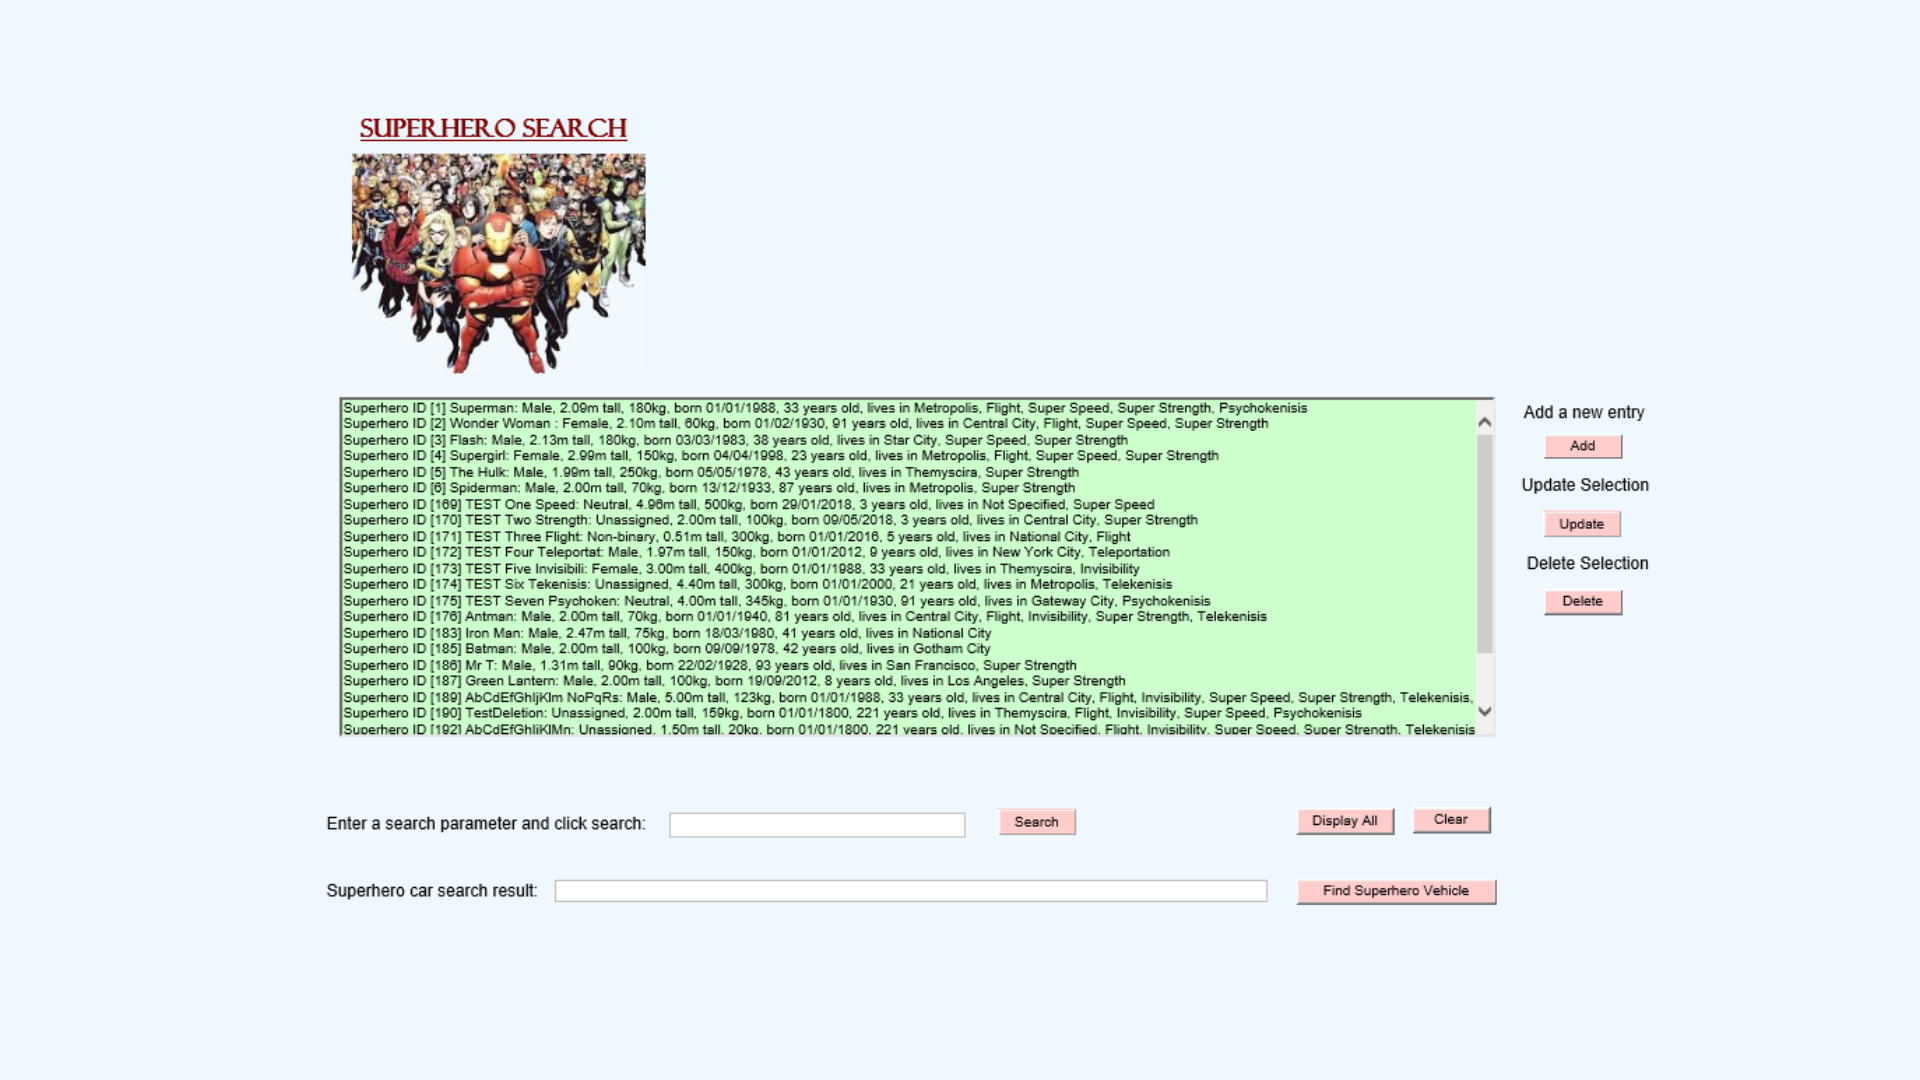 SUPERHERO SEARCH
Superhero ID [1] Superman: Male, 2.09m tall, 180kg, born 01/01/1988, 33 years old, lives in Metropolis, Flight, Super Speed, Super Strength, Psychokenisis
Superhero ID [2] Wonder Woman : Female, 2.10m tall, 60kg, born 01/02/1930, 91 years old, lives in Central City, Flight, Super Speed, Super Strength
Superhero ID [3] Flash: Male, 2.13m tall, 180kg, born 03/03/1983, 38 years old, lives in Star City, Super Speed, Super Strength
Superhero ID [4] Supergirl: Female, 2.99m tall, 150kg, born 04/04/1998, 23 years old, lives in Metropolis, Flight, Super Speed, Super Strength
Superhero ID [5] The Hulk: Male, 1.99m tall, 250kg, born 05/05/1978, 43 years old, lives in Themyscira, Super Strength
Superhero ID [6] Spiderman: Male, 2.00m tall, 70kg, born 13/12/1933, 87 years old, lives in Metropolis, Super Strength
Superhero ID [169] TEST One Speed: Neutral, 4.96m tall, 500kg, born 29/01/2018, 3 years old, lives in Not Specified, Super Speed
Superhero ID [170] TEST Two Strength: Unassigned, 2.00m tall, 100kg, born 09/05/2018, 3 years old, lives in Central City, Super Strength
Superhero ID [171] TEST Three Flight: Non-binary, 0.51m tall, 300kg, born 01/01/2016, 5 years old, lives in National City, Flight
Superhero ID [172] TEST Four Teleportat: Male, 1.97m tall, 150kg, born 01/01/2012, 9 years old, lives in New York City, Teleportation
Superhero ID [173] TEST Five Invisibili: Female, 3.00m tall, 400kg, born 01/01/1988, 33 years old, lives in Themyscira, Invisibility
Superhero ID [174] TEST Six Tekenisis: Unassigned, 4.40m tall, 300kg, born 01/01/2000, 21 years old, lives in Metropolis, Telekenisis
Superhero ID [175] TEST Seven Psychoken: Neutral, 4.00m tall, 345kg, born 01/01/1930, 91 years old, lives in Gateway City, Psychokenisis
Superhero ID [176] Antman: Male, 2.00m tall, 70kg, born 01/01/1940, 81 years old, lives in Central City, Flight, Invisibility, Super Strength, Telekenisis
Superhero ID [183] Iron Man: Male, 2.47m tall, 75kg, born 18/03/1980, 41 years old, lives in National City
Superhero ID [185] Batman: Male, 2.00m tall, 100kg, born 09/09/1978, 42 years old, lives in Gotham City
Superhero ID [186] Mr T: Male, 1.31m tall, 90kg, born 22/02/1928, 93 years old, lives in San Francisco, Super Strength
Superhero ID [187] Green Lantern: Male, 2.00m tall, 100kg, born 19/09/2012, 8 years old, lives in Los Angeles, Super Strength
Superhero ID [189] AbCdEfGhIjKlm NoPqRs: Male, 5.00m tall, 123kg, born 01/01/1988, 33 years old, lives in Central City, Flight, Invisibility, Super Speed, Super Strength, Telekenisis,
Superhero ID [190] TestDeletion: Unassigned, 2.00m tall, 159kg, born 01/01/1800, 221 years old, lives in Themyscira, Flight, Invisibility, Super Speed, Psychokenisis
Superhero ID [192] AbCdEfGhIjKlMn: Unassigned, 1.50m tall, 20kg, born 01/01/1800, 221 years old, lives in Not Specified, Flight, Invisibility, Super Speed, Super Strength, Telekenisis
Add a new entry
Add
Update Selection
Update
Delete Selection
Delete
Enter a search parameter and click search:
Search
Display All
Clear
Superhero car search result:
Find Superhero Vehicle